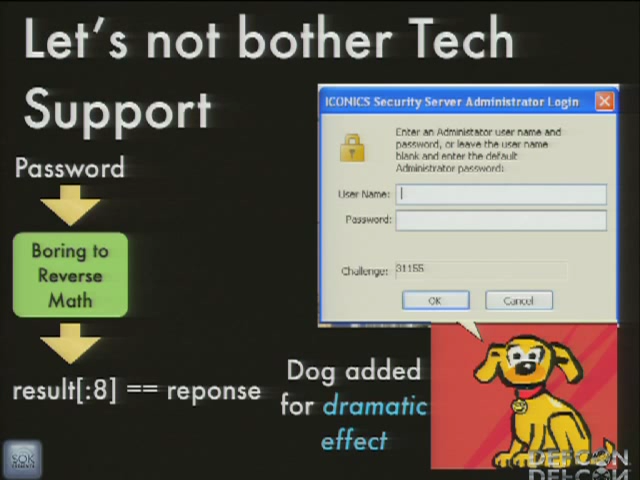 Let's not bother Tech
Support
Password
Boring to
Reverse
Math
result[:8] == reponse
ICONICS Security Server Administrator Login
Enter an Administator user name and
password, or leave the user name
blank and enter the default
Administrator password:
User Name:
Password:
Challenge: 31155
OK
Cancel
Dog added
for dramatic
effect
DEFCON
DEFCON